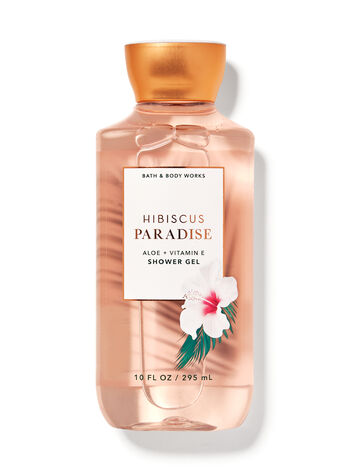 BATH & BODY WORKS
HIBISCUS
PARADISE
ALOE + VITAMIN E
SHOWER GEL
10 FL OZ / 295 mL